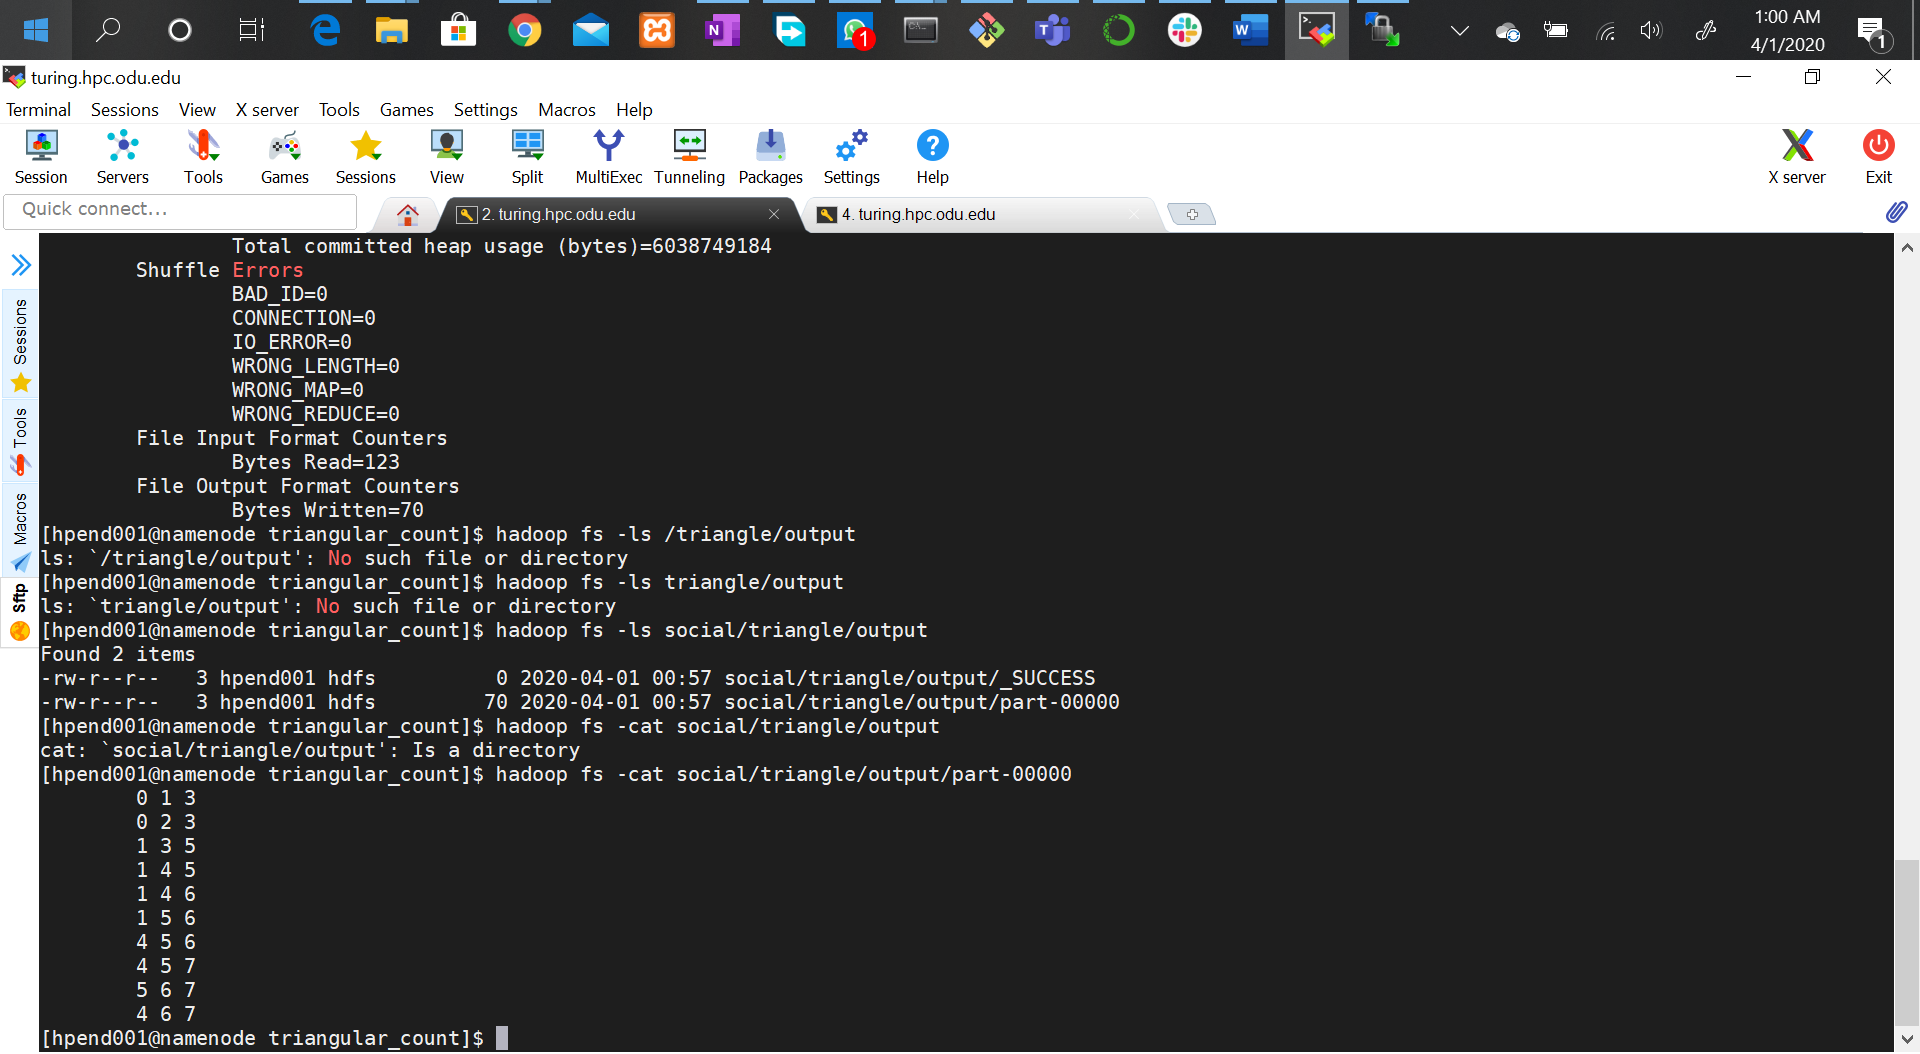 1:00 AM
4/1/2020
1
1
turing.hpc.odu.edu
Terminal Sessions View X server Tools Games Settings Macros Help
Session Servers Tools Games Sessions View Split MultiExec Tunneling Packages Settings Help X server Exit
Quick connect...
2. turing.hpc.odu.edu
4. turing.hpc.odu.edu
Sessions
Tools
Macros
Sftp
Total committed heap usage (bytes)=6038749184
Shuffle Errors
BAD_ID=0
CONNECTION=0
IO_ERROR=0
WRONG_LENGTH=0
WRONG_MAP=0
WRONG_REDUCE=0
File Input Format Counters
Bytes Read=123
File Output Format Counters
Bytes Written=70
[hpend001@namenode triangular_count]$ hadoop fs -ls /triangle/output
ls: `/triangle/output': No such file or directory
[hpend001@namenode triangular_count]$ hadoop fs -ls triangle/output
ls: `triangle/output': No such file or directory
[hpend001@namenode triangular_count]$ hadoop fs -ls social/triangle/output
Found 2 items
-rw-r--r--   3 hpend001 hdfs          0 2020-04-01 00:57 social/triangle/output/_SUCCESS
-rw-r--r--   3 hpend001 hdfs         70 2020-04-01 00:57 social/triangle/output/part-00000
[hpend001@namenode triangular_count]$ hadoop fs -cat social/triangle/output
cat: `social/triangle/output': Is a directory
[hpend001@namenode triangular_count]$ hadoop fs -cat social/triangle/output/part-00000
0 1 3
0 2 3
1 3 5
1 4 5
1 4 6
1 5 6
4 5 6
4 5 7
5 6 7
4 6 7
[hpend001@namenode triangular_count]$